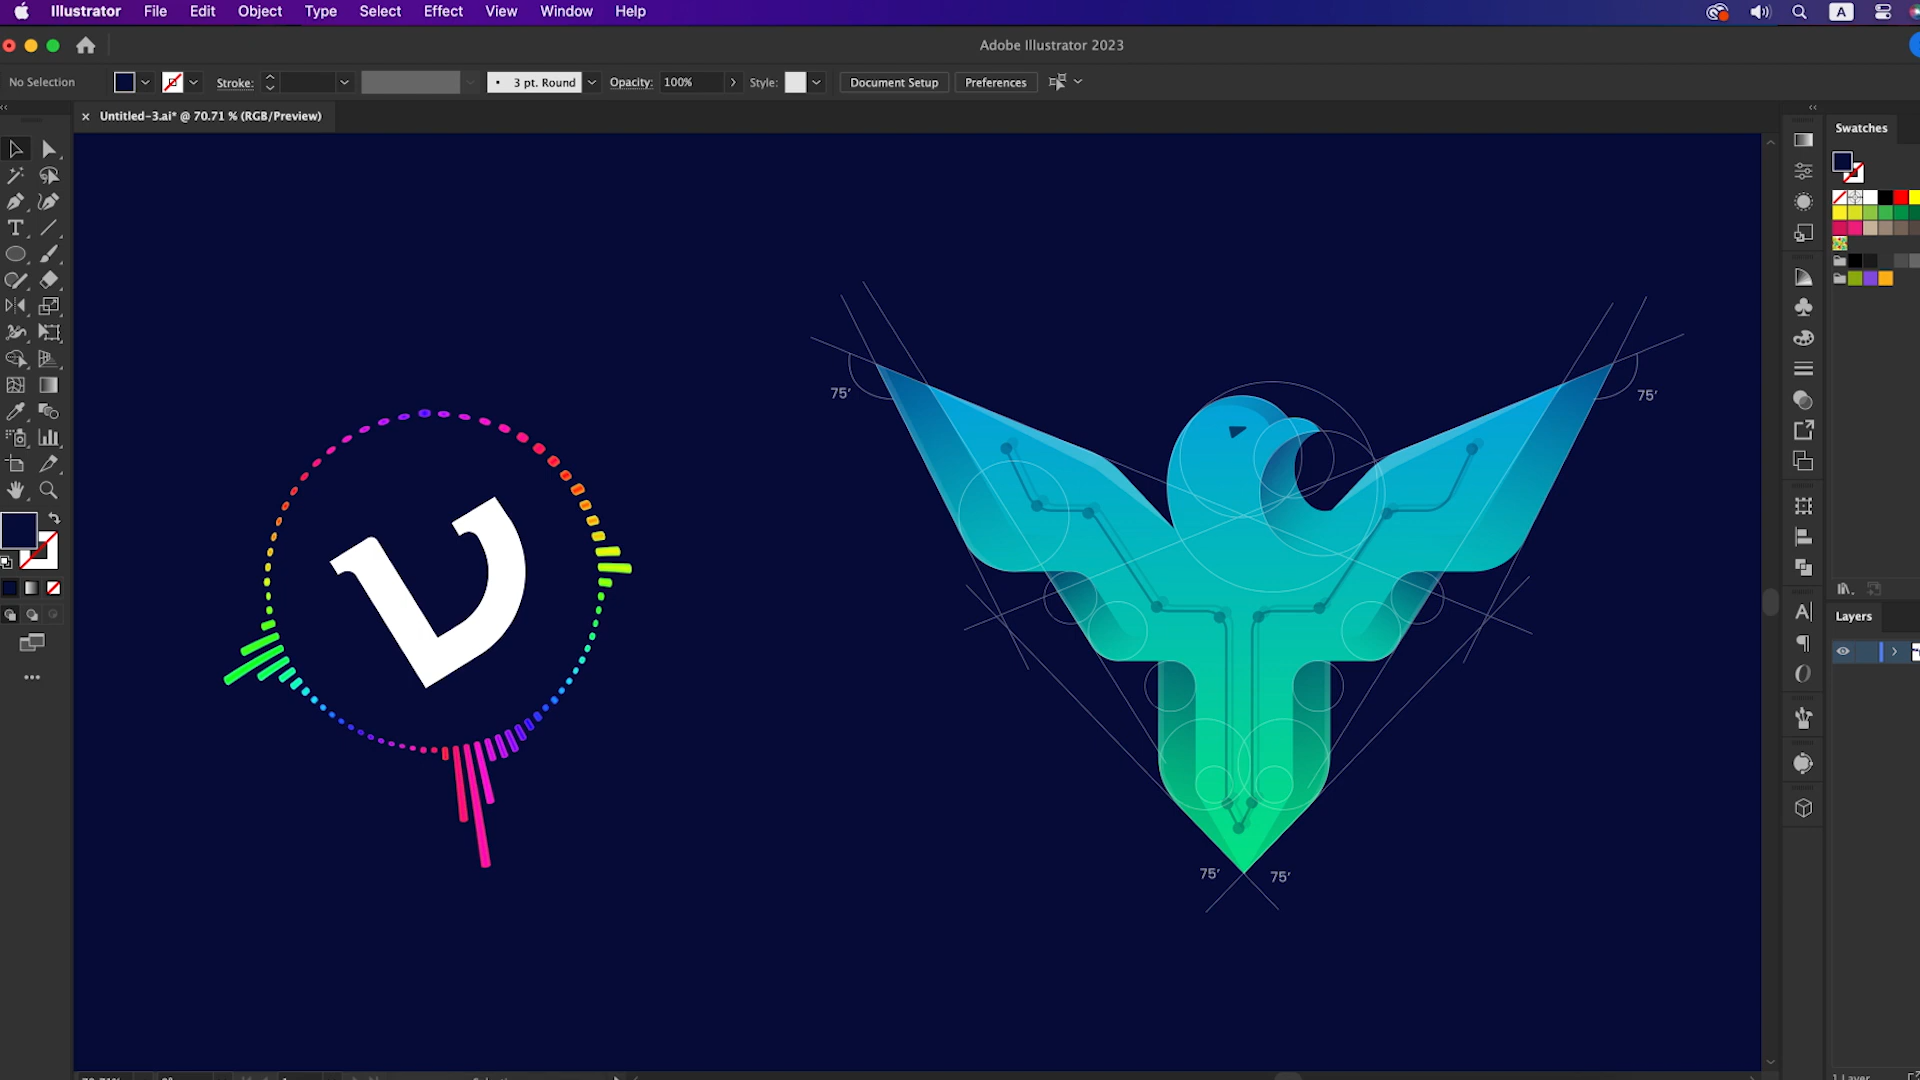 Illustrator File Edit Object Type Select Effect View Window Help A
Adobe Illustrator 2023
No Selection Stroke: 3 pt. Round Opacity: 100% Style: Document Setup Preferences
× Untitled-3.ai* @ 70.71 % (RGB/Preview)
Swatches
75′
75′
Layers
75′ 75′